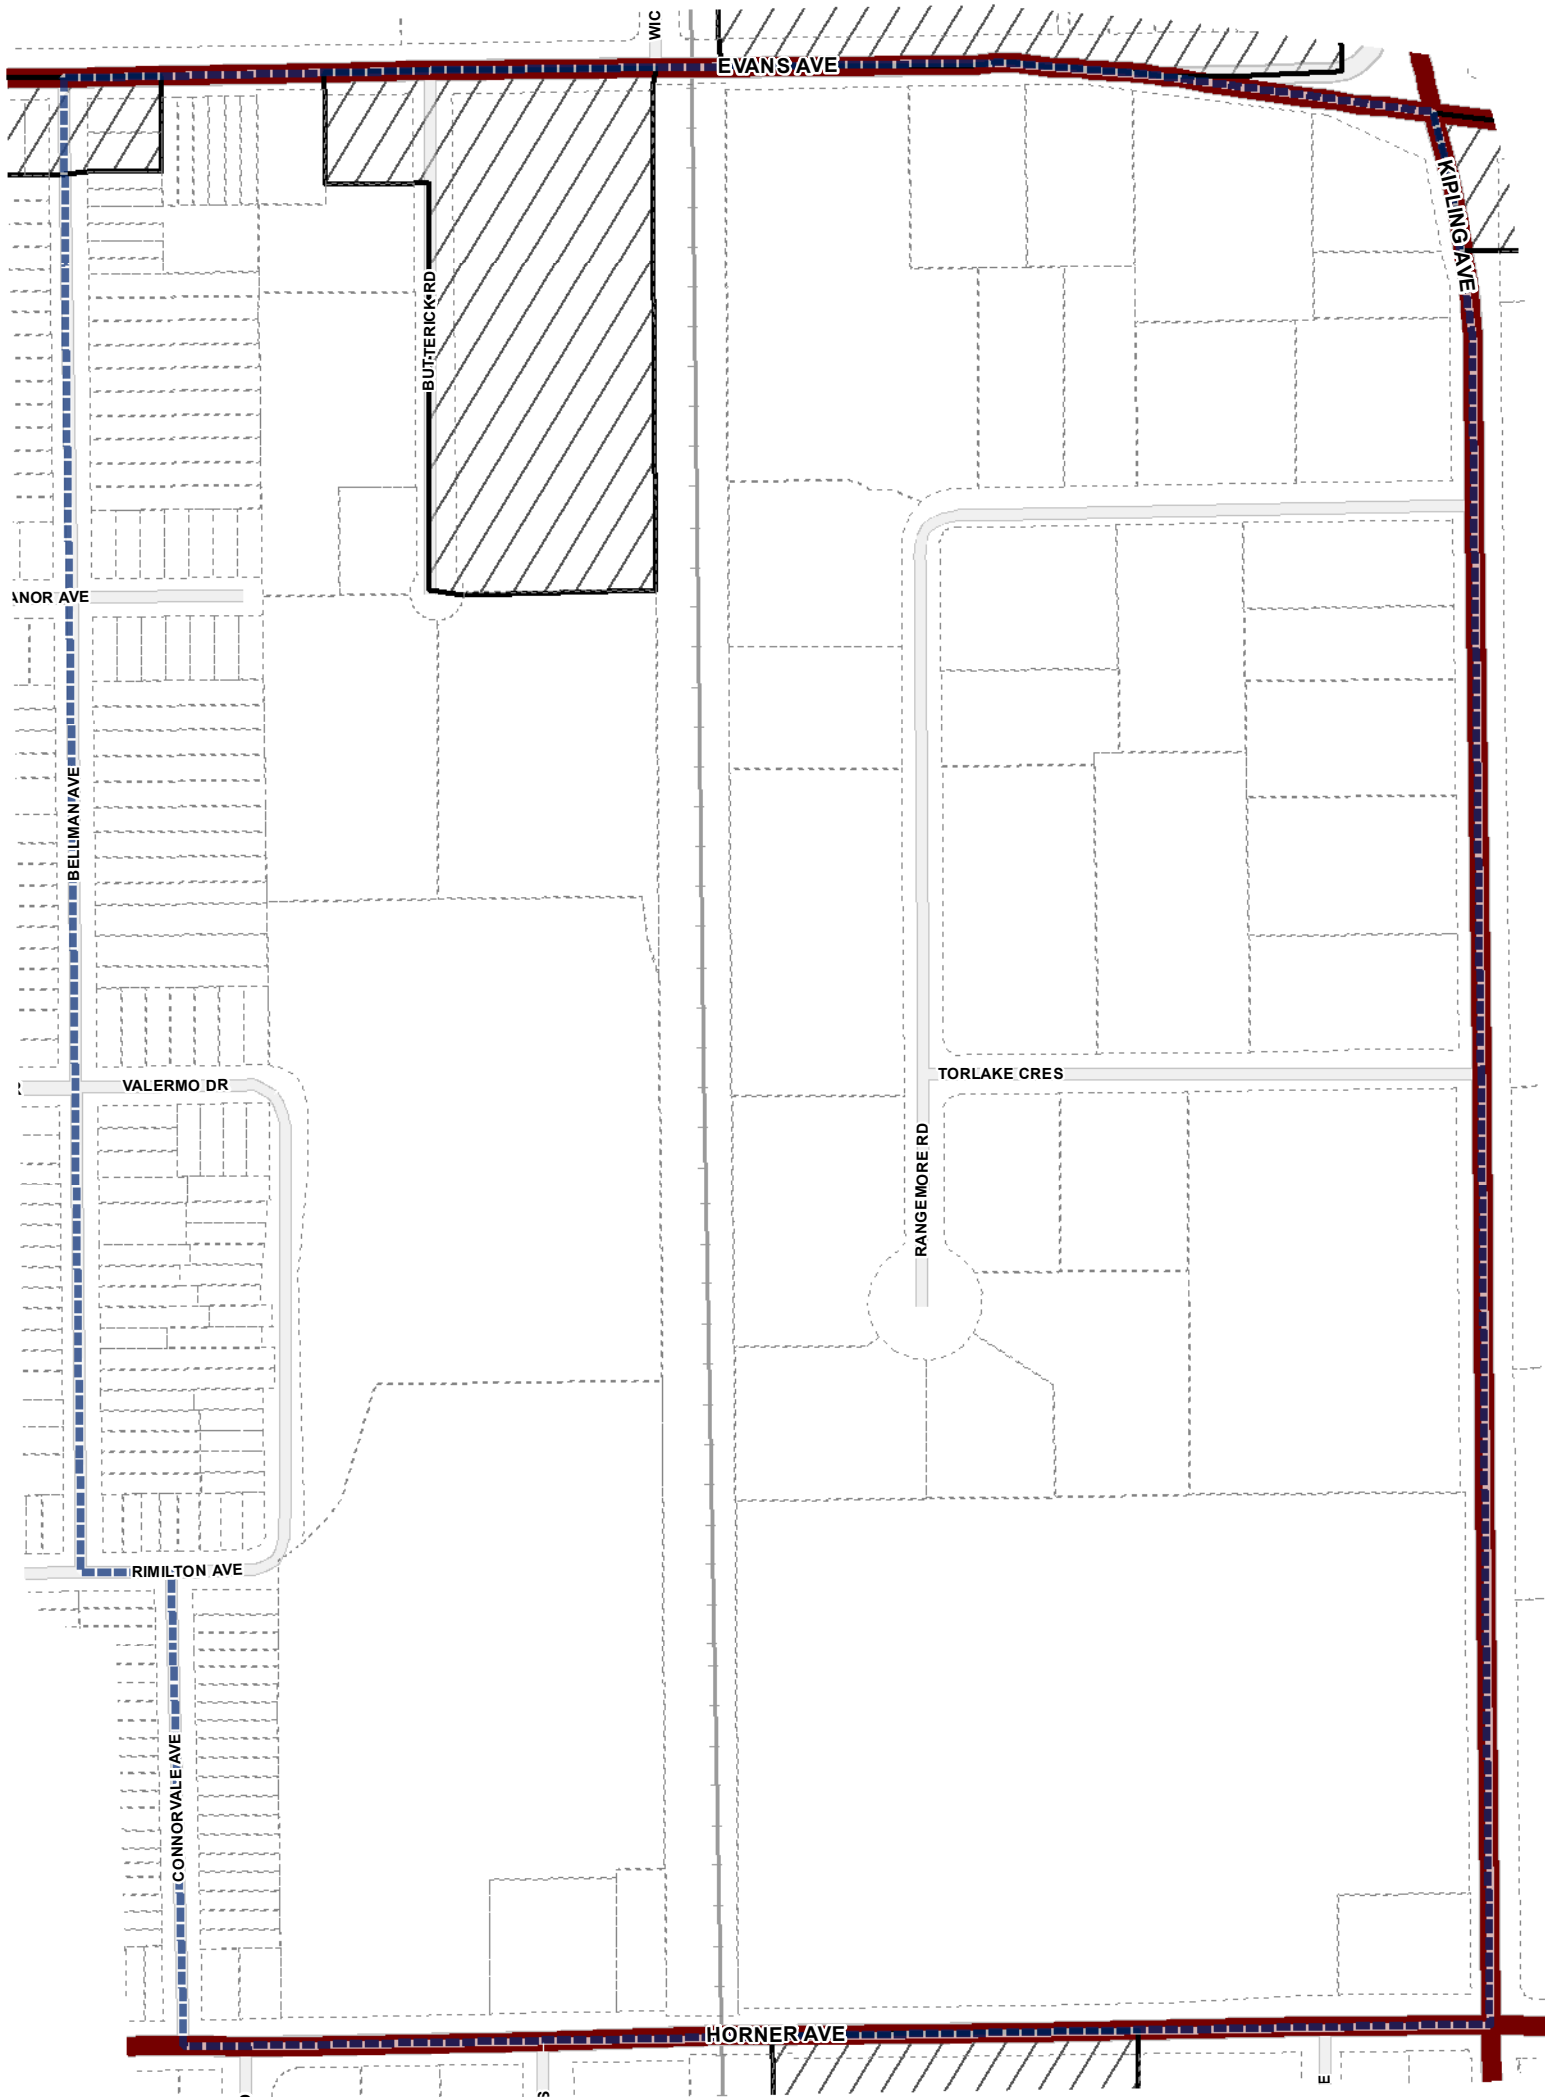 WIC
EVANS AVE
KIPLING AVE
BUTTERICK RD
ANOR AVE
BELLMAN AVE
VALERMO DR
TORLAKE CRES
RANGEMORE RD
RIMILTON AVE
CONNORVALE AVE
HORNER AVE
S
E